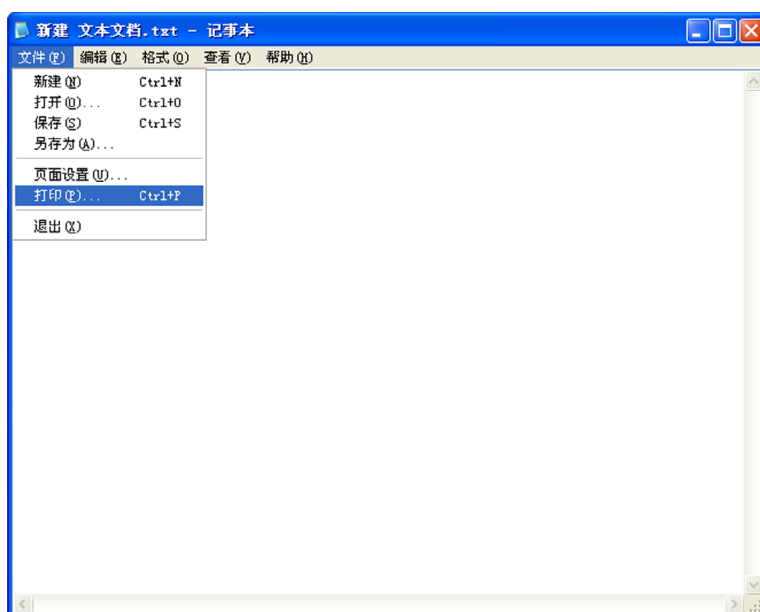 新建 文本文档.txt - 记事本
文件(F) 编辑(E) 格式(O) 查看(V) 帮助(H)
新建(N) Ctrl+N
打开(O)... Ctrl+O
保存(S) Ctrl+S
另存为(A)...
页面设置(U)...
打印(P)... Ctrl+P
退出(X)